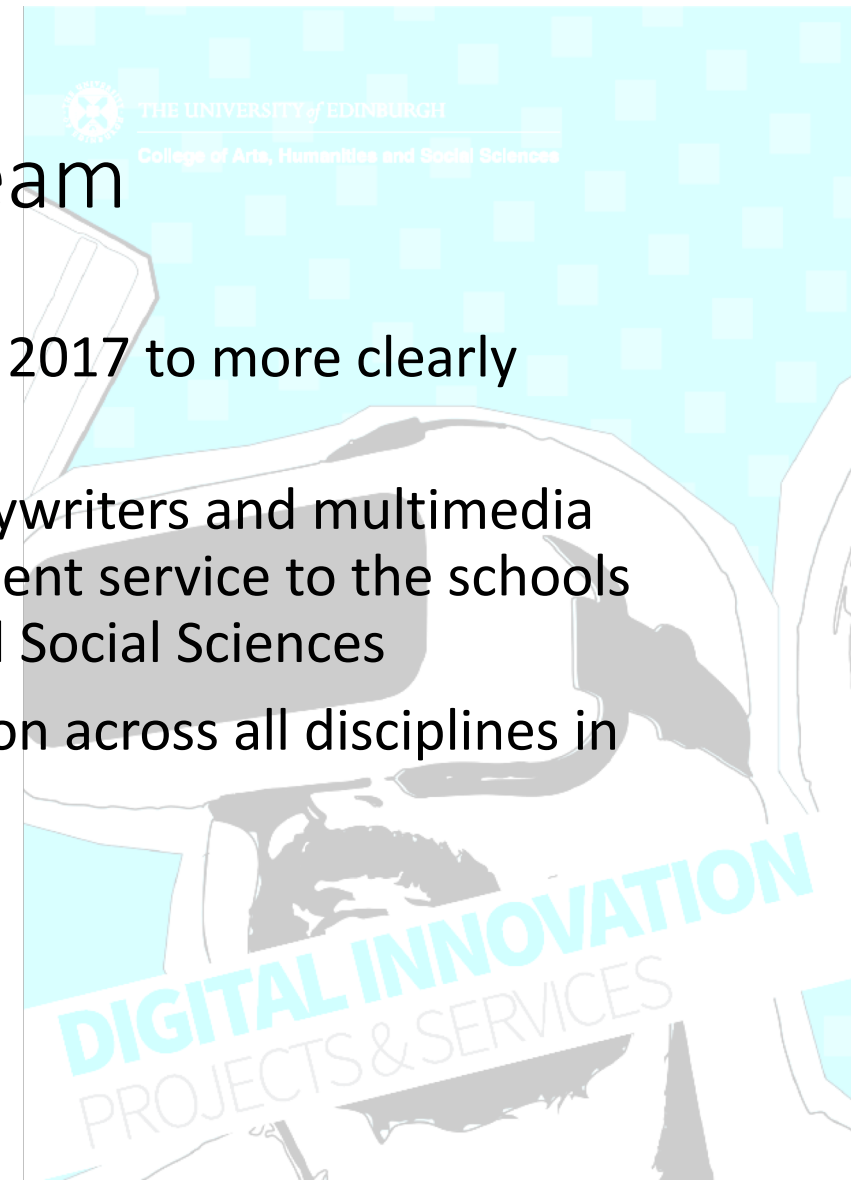 THE UNIVERSITY of EDINBURGH
College of Arts, Humanities and Social Sciences
eam
2017 to more clearly
ywriters and multimedia
ent service to the schools
Social Sciences
on across all disciplines in
DIGITAL INNOVATION
PROJECTS & SERVICES